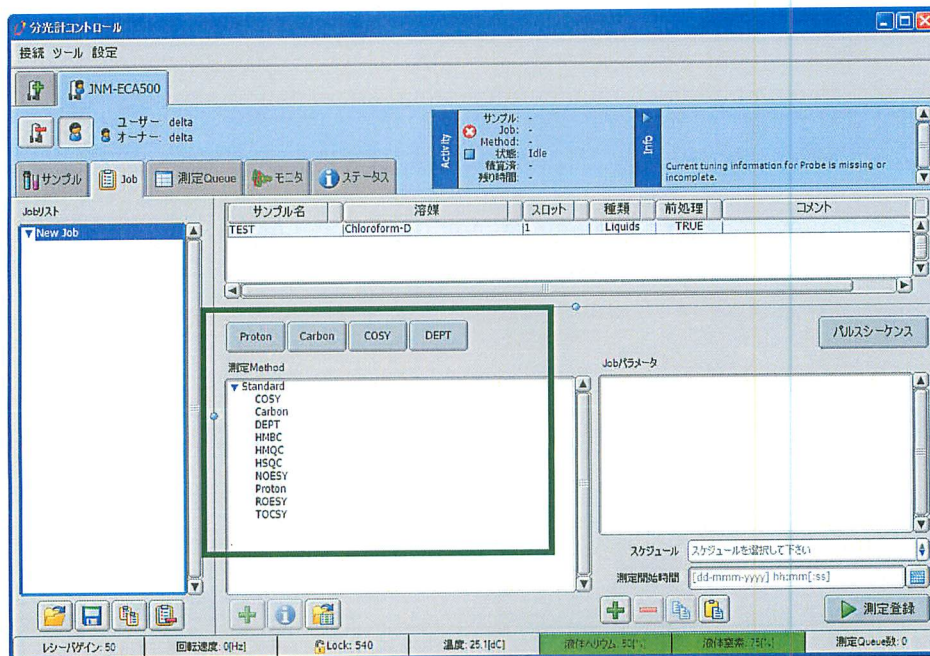 分光計コントロール
接続 ツール 設定
JNM-ECA500
ユーザー delta
オーナー: delta
Activity
サンプル: -
Job: -
Method: -
状態: Idle
積算済: -
残り時間: -
Info
Current tuning information for Probe is missing or
incomplete.
サンプル Job 測定Queue モニタ ステータス
Jobリスト
New Job
サンプル名 溶媒 スロット 種類 前処理 コメント
TEST Chloroform-D 1 Liquids TRUE
Proton Carbon COSY DEPT
パルスシーケンス
測定Method
Standard
COSY
Carbon
DEPT
HMBC
HMQC
HSQC
NOESY
Proton
ROESY
TOCSY
Jobパラメータ
スケジュール スケジュールを選択して下さい
測定開始時間 [dd-mmm-yyyy] hh:mm[:ss]
測定登録
レシーバゲイン: 50 回転速度: 0[Hz] Lock: 540 温度: 25.1[dC] 液体ヘリウム: 50[%] 液体窒素: 75[%] 測定Queue数: 0